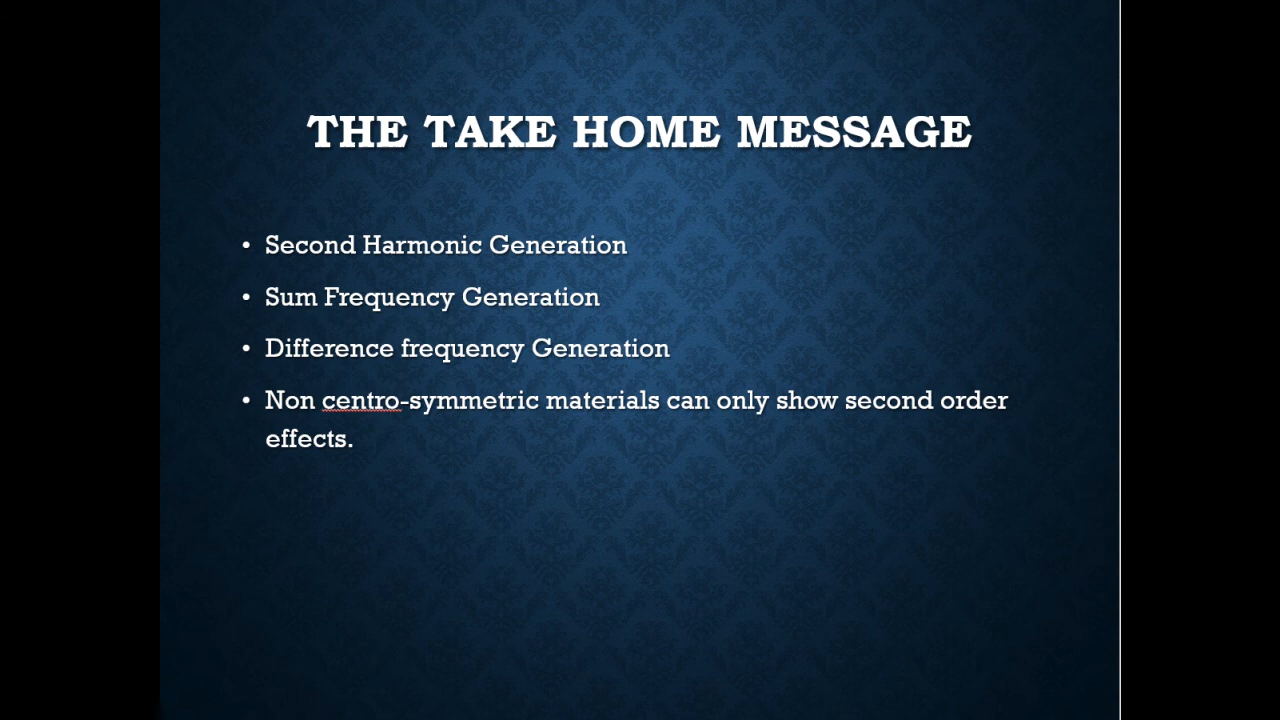 THE TAKE HOME MESSAGE
• Second Harmonic Generation
• Sum Frequency Generation
• Difference frequency Generation
• Non centro-symmetric materials can only show second order
effects.